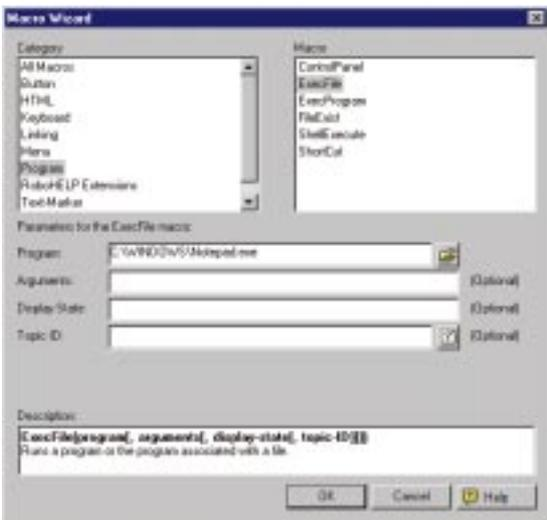 Macro Wizard
Category
All Macros
Button
HTML
Keyboard
Linking
Menu
Program
RoboHELP Extensions
Text-Marker
Macro
ControlPanel
ExecFile
ExecProgram
FileExist
ShellExecute
ShortCut
Parameters for the ExecFile macro:
Program: C:\WINDOWS\Notepad.exe
Arguments: (Optional)
Display State: (Optional)
Topic ID: (Optional)
Description:
ExecFile(program[, arguments[, display-state[, topic-ID]]])
Runs a program or the program associated with a file.
OK Cancel Help